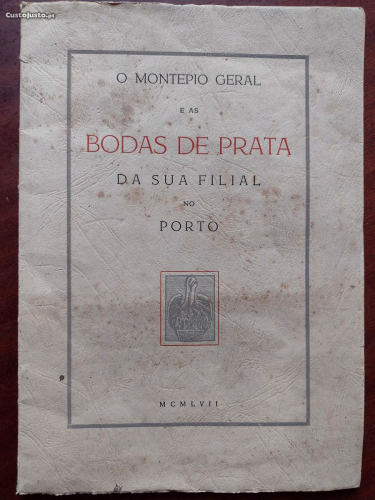 CustoJusto.pt
O MONTEPIO GERAL
E AS
BODAS DE PRATA
DA SUA FILIAL
NO
PORTO
MCMLVII